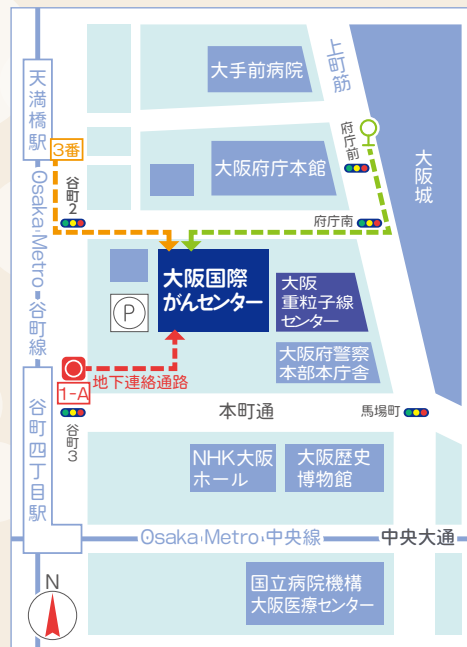 大手前病院
上町筋
天満橋駅
3番
府庁前
大阪府庁本館
大阪城
谷町2
府庁南
Osaka Metro 谷町線
大阪国際
がんセンター
大阪
重粒子線
センター
P
大阪府警察
本部本庁舎
地下連絡通路
1-A
本町通
馬場町
谷町3
谷町四丁目駅
NHK大阪
ホール
大阪歴史
博物館
Osaka Metro 中央線
中央大通
N
国立病院機構
大阪医療センター